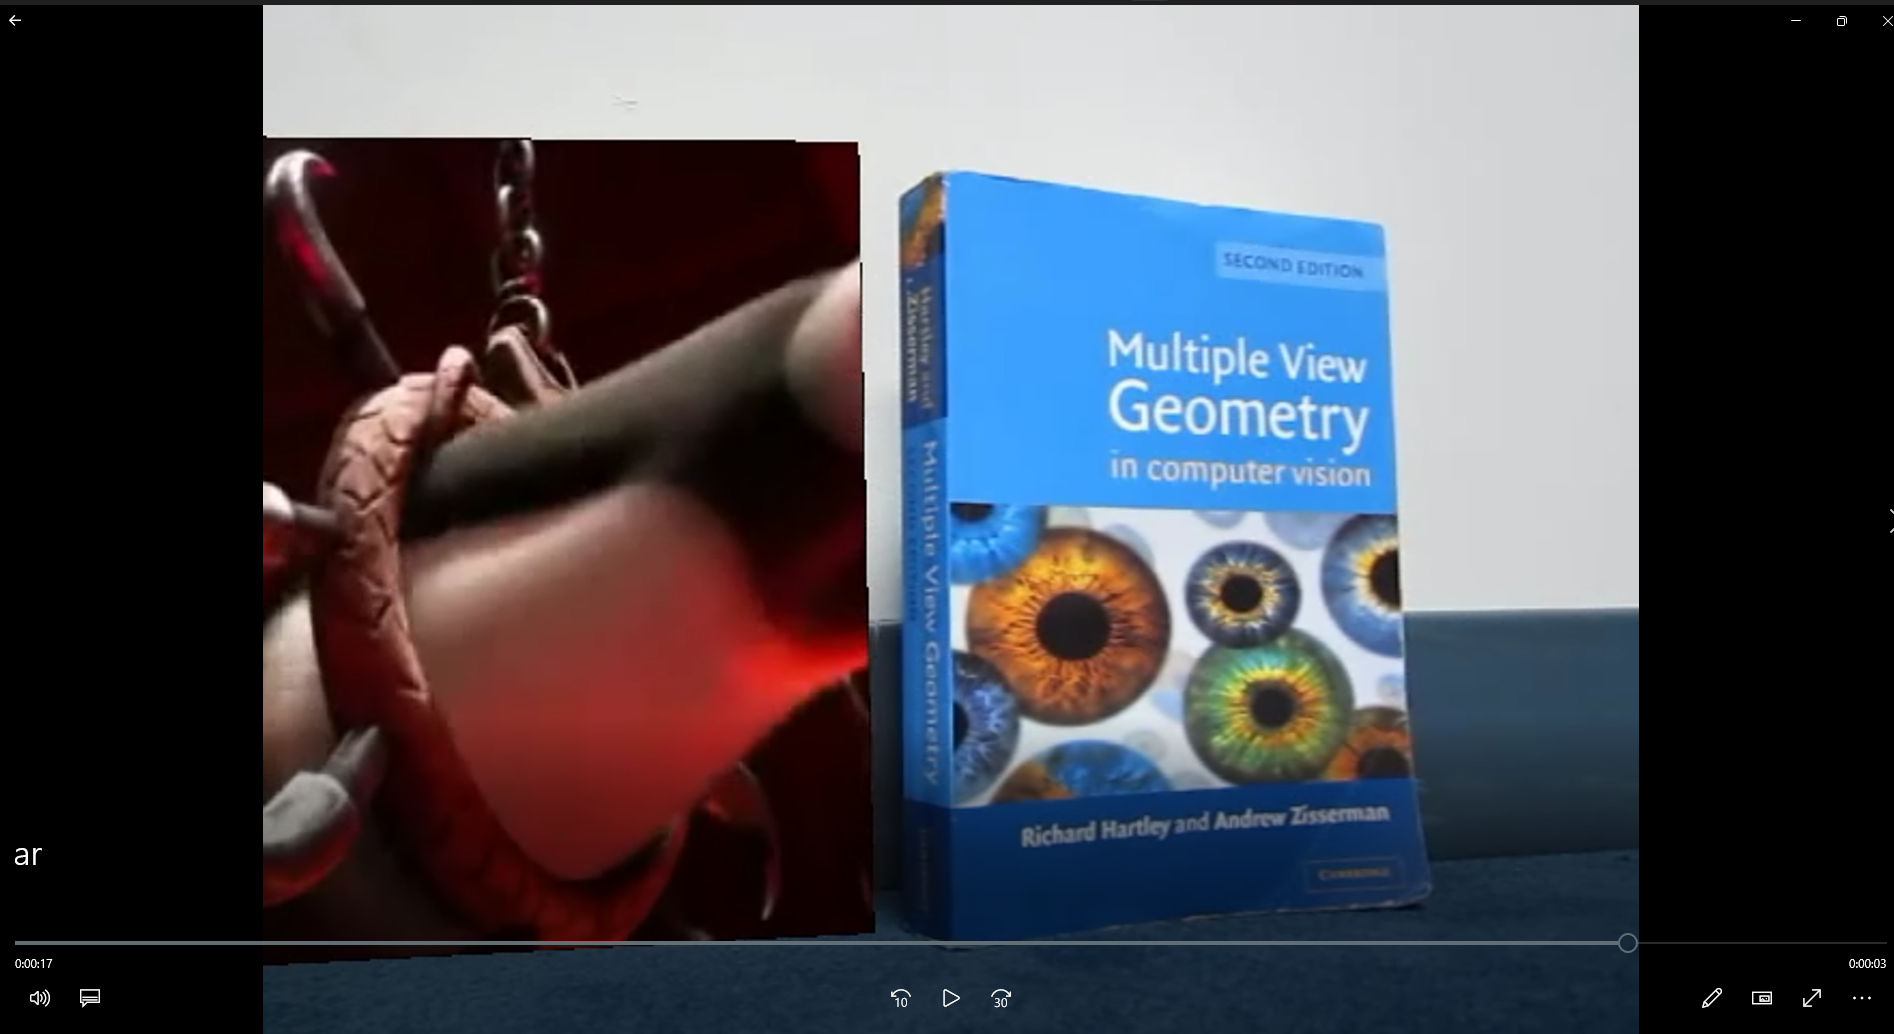 SECOND EDITION
Multiple View
Geometry
in computer vision
Hartley and
Zisserman
Multiple View Geometry
Richard Hartley and Andrew Zisserman
CAMBRIDGE
ar
0:00:17
0:00:03
10
30